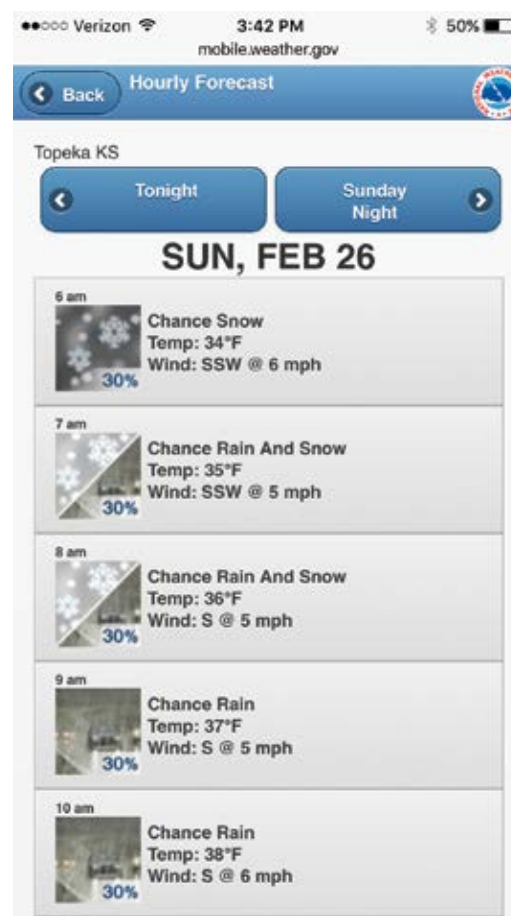 Verizon 3:42 PM 50%
mobile.weather.gov
Back Hourly Forecast
Topeka KS
Tonight Sunday
Night
SUN, FEB 26
6 am
Chance Snow
Temp: 34°F
Wind: SSW @ 6 mph
30%
7 am
Chance Rain And Snow
Temp: 35°F
Wind: SSW @ 5 mph
30%
8 am
Chance Rain And Snow
Temp: 36°F
Wind: S @ 5 mph
30%
9 am
Chance Rain
Temp: 37°F
Wind: S @ 5 mph
30%
10 am
Chance Rain
Temp: 38°F
Wind: S @ 6 mph
30%